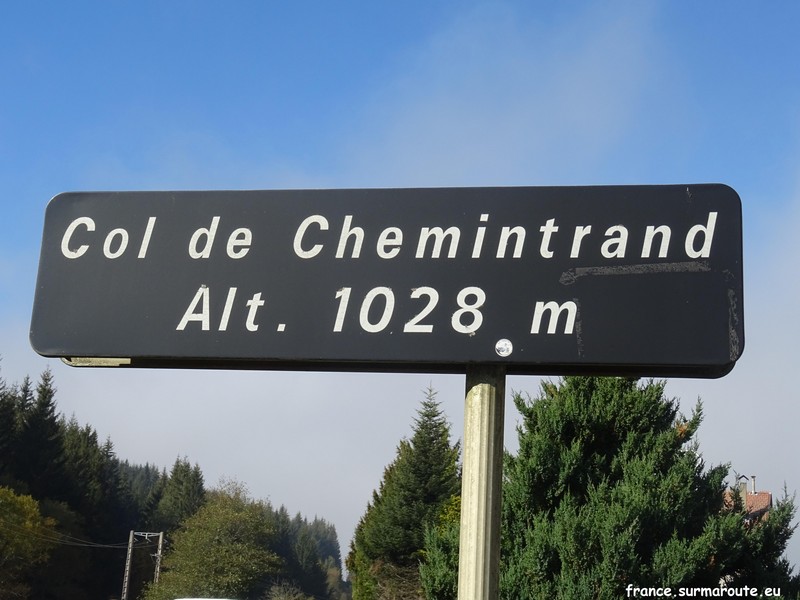 Col de Chemintrand
Alt. 1028 m
france.surmaroute.eu